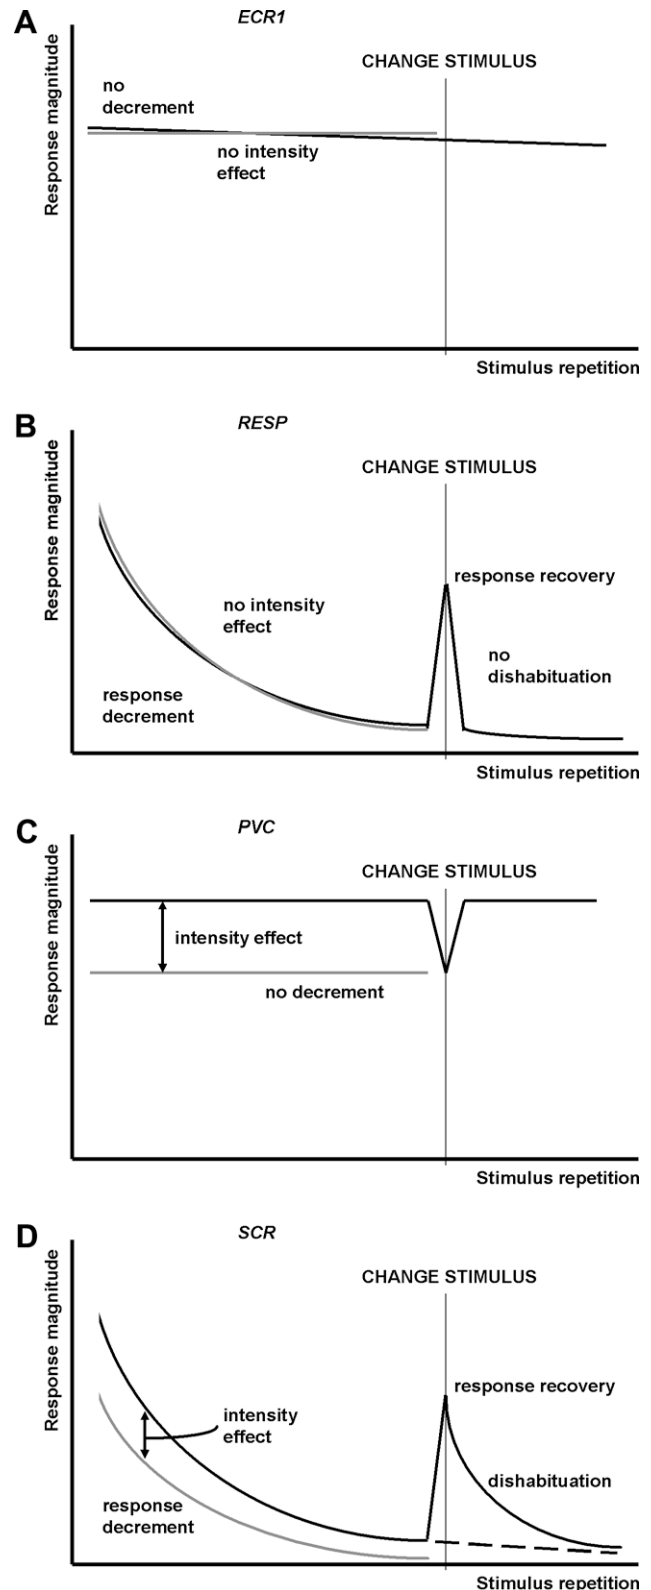 A
ECR1
Response magnitude
CHANGE STIMULUS
no
decrement
no intensity
effect
Stimulus repetition
B
RESP
Response magnitude
CHANGE STIMULUS
response recovery
no intensity
effect
no
dishabituation
response
decrement
Stimulus repetition
C
PVC
Response magnitude
CHANGE STIMULUS
intensity effect
no decrement
Stimulus repetition
D
SCR
Response magnitude
CHANGE STIMULUS
response recovery
intensity
effect
dishabituation
response
decrement
Stimulus repetition